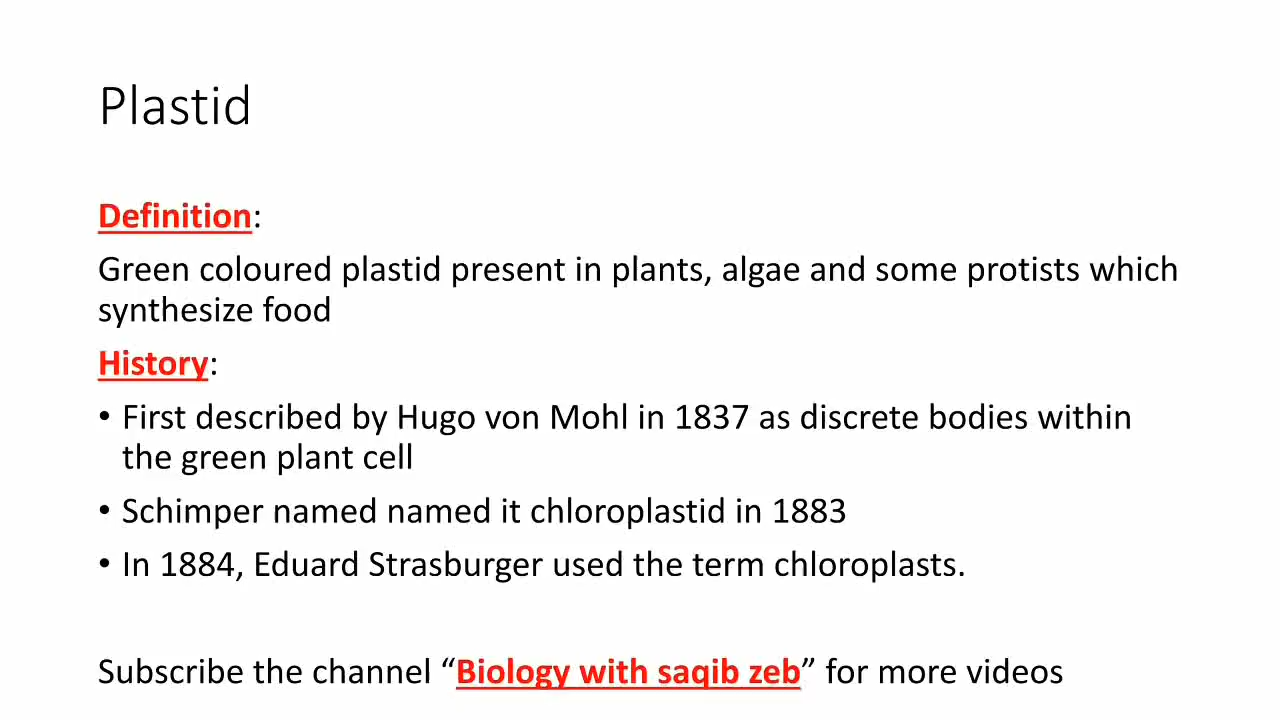 Plastid
Definition:
Green coloured plastid present in plants, algae and some protists which
synthesize food
History:
• First described by Hugo von Mohl in 1837 as discrete bodies within
the green plant cell
• Schimper named named it chloroplastid in 1883
• In 1884, Eduard Strasburger used the term chloroplasts.
Subscribe the channel “Biology with saqib zeb” for more videos